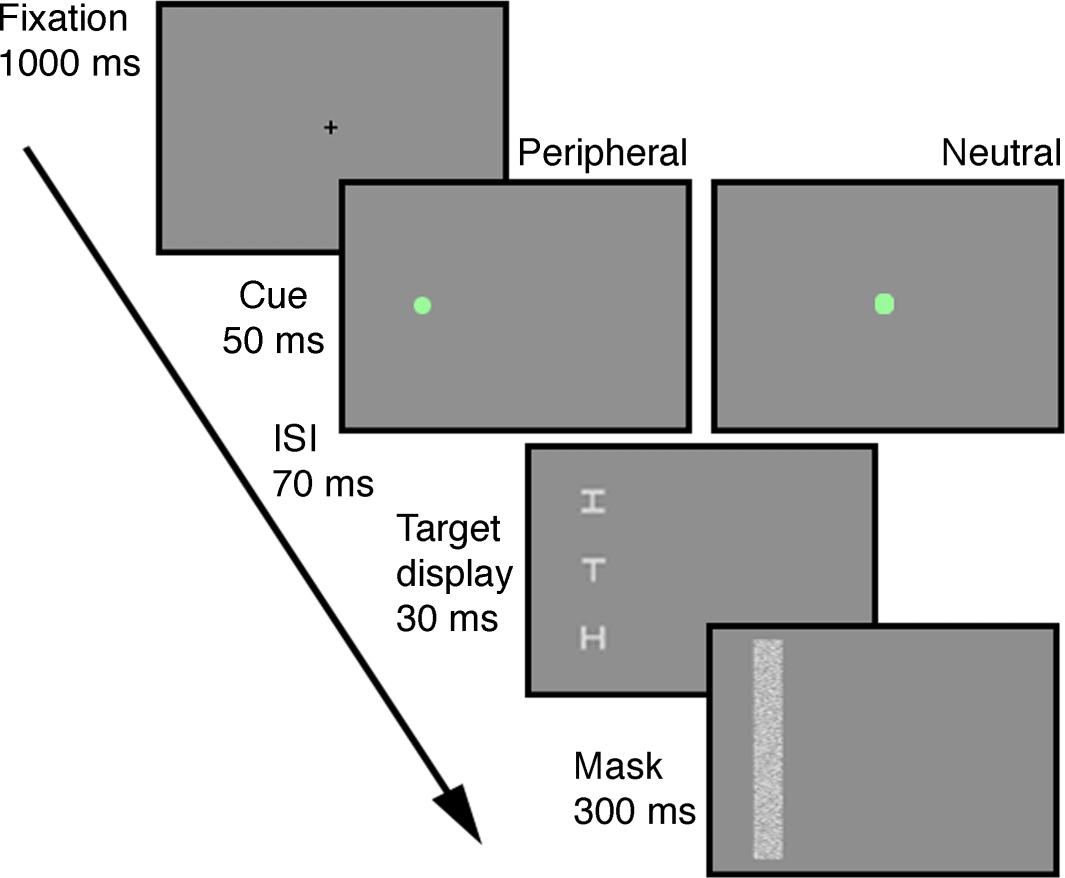 Fixation
1000 ms
Peripheral
Neutral
Cue
50 ms
ISI
70 ms
Target
display
30 ms
I
T
H
Mask
300 ms